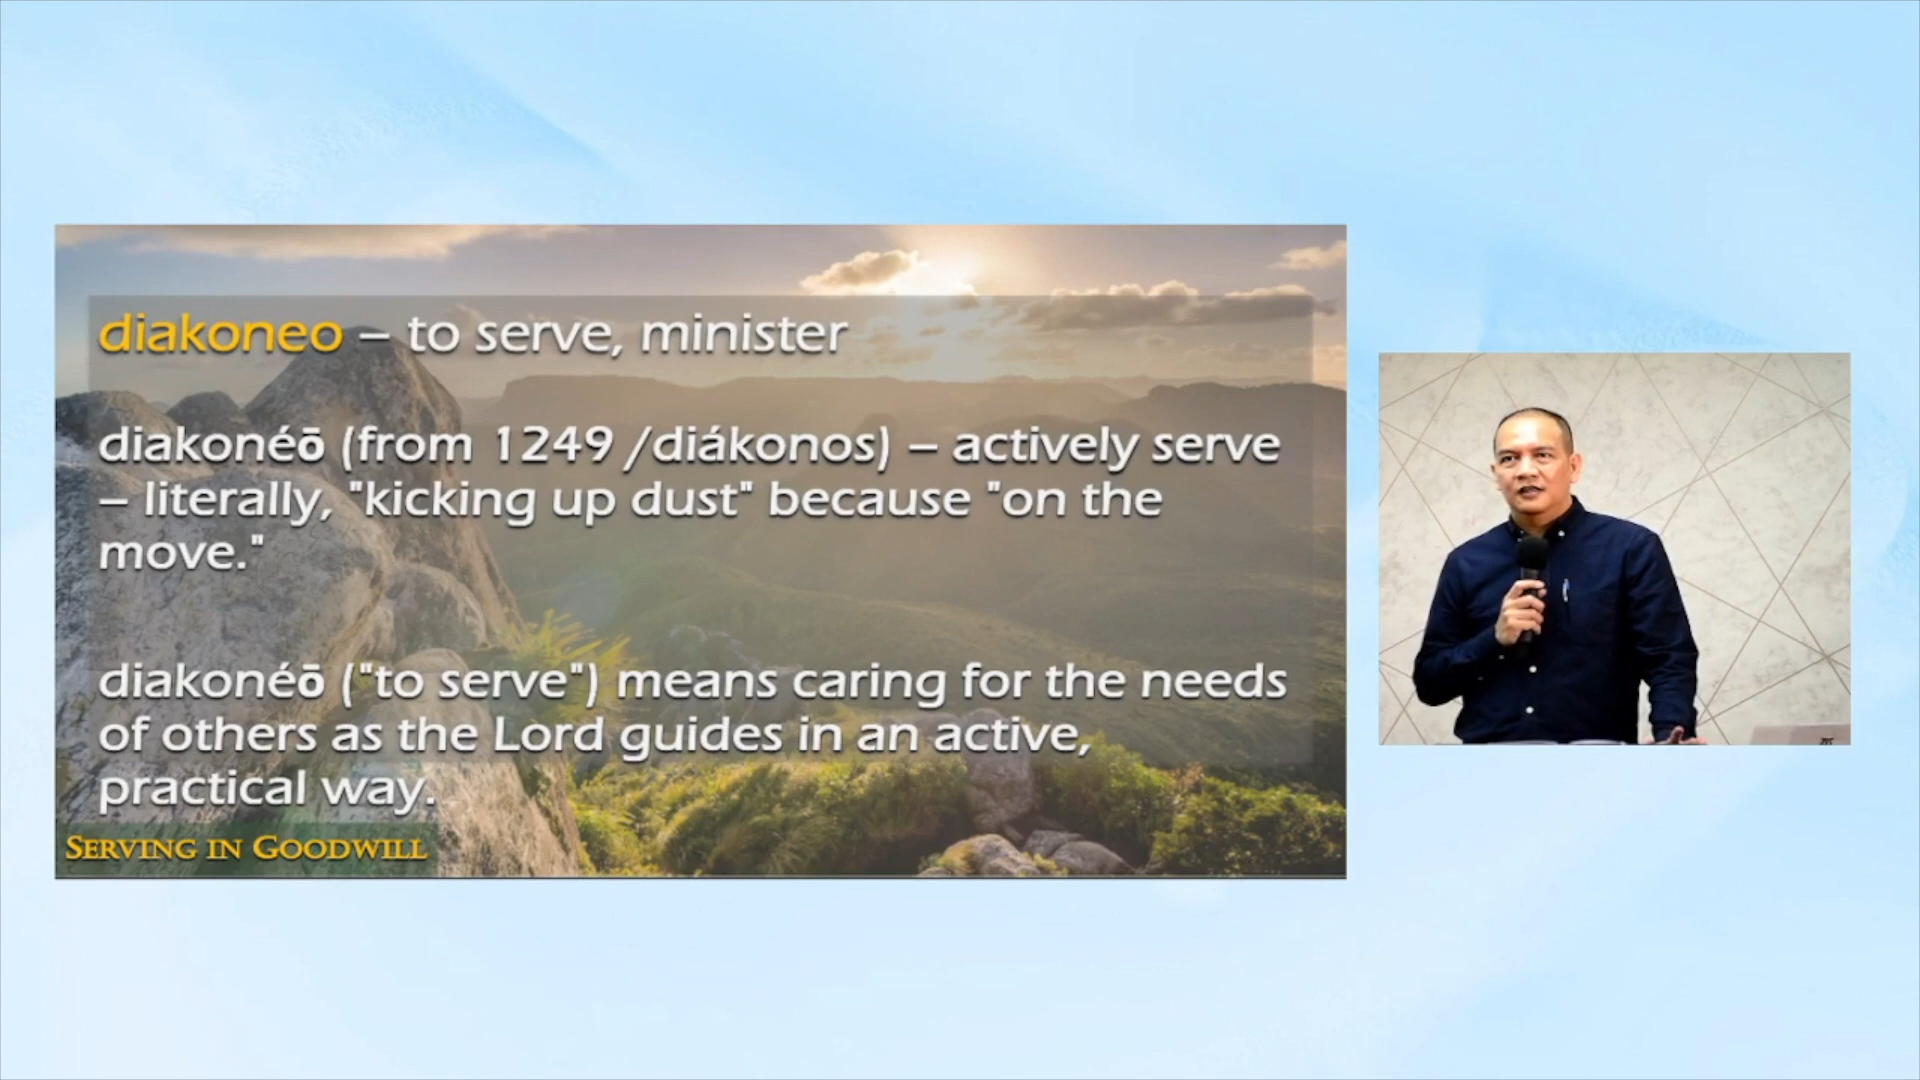 diakoneo – to serve, minister
diakonéō (from 1249 /diákonos) – actively serve
– literally, "kicking up dust" because "on the
move."
diakonéō ("to serve") means caring for the needs
of others as the Lord guides in an active,
practical way.
SERVING IN GOODWILL